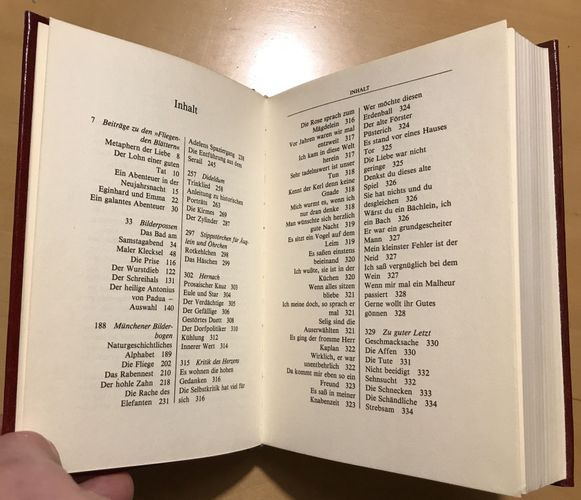 Inhalt
7 Beiträge zu den »Fliegen-
den Blättern«
Metaphern der Liebe 8
Der Lohn einer guten
Tat 10
Ein Abenteuer in der
Neujahrsnacht 15
Eginhard und Emma 22
Ein galantes Abenteuer 30
33 Bilderpossen
Das Bad am
Samstagabend 34
Maler Klecksel 48
Die Prise 116
Der Wurstdieb 122
Der Schreihals 131
Der heilige Antonius
von Padua –
Auswahl 140
188 Münchener Bilder-
bogen
Naturgeschichtliches
Alphabet 189
Die Fliege 202
Das Rabennest 210
Der hohle Zahn 218
Die Rache des
Elefanten 231
Adelens Spaziergang 238
Die Entführung aus dem
Serail 245
257 Dideldum
Trinklied 258
Anleitung zu historischen
Porträts 263
Die Kirmes 269
Der Zylinder 287
297 Stippstörchen für Äug-
lein und Öhrchen
Rotkehlchen 298
Das Häschen 299
302 Hernach
Prosaischer Kauz 303
Eule und Star 304
Der Verdächtige 305
Der Gefällige 306
Gestörtes Duett 308
Der Dorfpolitiker 310
Kühlung 312
Innerer Wert 314
315 Kritik des Herzens
Es wohnen die hohen
Gedanken 316
Die Selbstkritik hat viel für
sich 316
INHALT
Die Rose sprach zum
Mägdelein 316
Vor Jahren waren wir mal
entzweit 317
Ich kam in diese Welt
herein 317
Sehr tadelnswert ist unser
Tun 318
Kennt der Kerl denn keine
Gnade 318
Mich wurmt es, wenn ich
nur dran denke 318
Man wünschte sich herzlich
gute Nacht 319
Es sitzt ein Vogel auf dem
Leim 319
Es saßen einstens
beieinand 320
Ich wußte, sie ist in der
Küchen 320
Wenn alles sitzen
bliebe 321
Ich meine doch, so sprach er
mal 321
Selig sind die
Auserwählten 321
Es ging der fromme Herr
Kaplan 322
Wirklich, er war
unentbehrlich 322
Da kommt mir eben so ein
Freund 323
Es saß in meiner
Knabenzeit 323
Wer möchte diesen
Erdenball 324
Der alte Förster
Püsterich 324
Es stand vor eines Hauses
Tor 325
Die Liebe war nicht
geringe 325
Denkst du dieses alte
Spiel 326
Sie hat nichts und du
desgleichen 326
Wärst du ein Bächlein, ich
ein Bach 326
Er war ein grundgescheiter
Mann 327
Mein kleinster Fehler ist der
Neid 327
Ich saß vergnüglich bei dem
Wein 327
Wenn mir mal ein Malheur
passiert 328
Gerne wollt ihr Gutes
gönnen 328
329 Zu guter Letzt
Geschmacksache 330
Die Affen 330
Die Tute 331
Nicht beeidigt 332
Sehnsucht 332
Die Schnecken 333
Die Schändliche 334
Strebsam 334